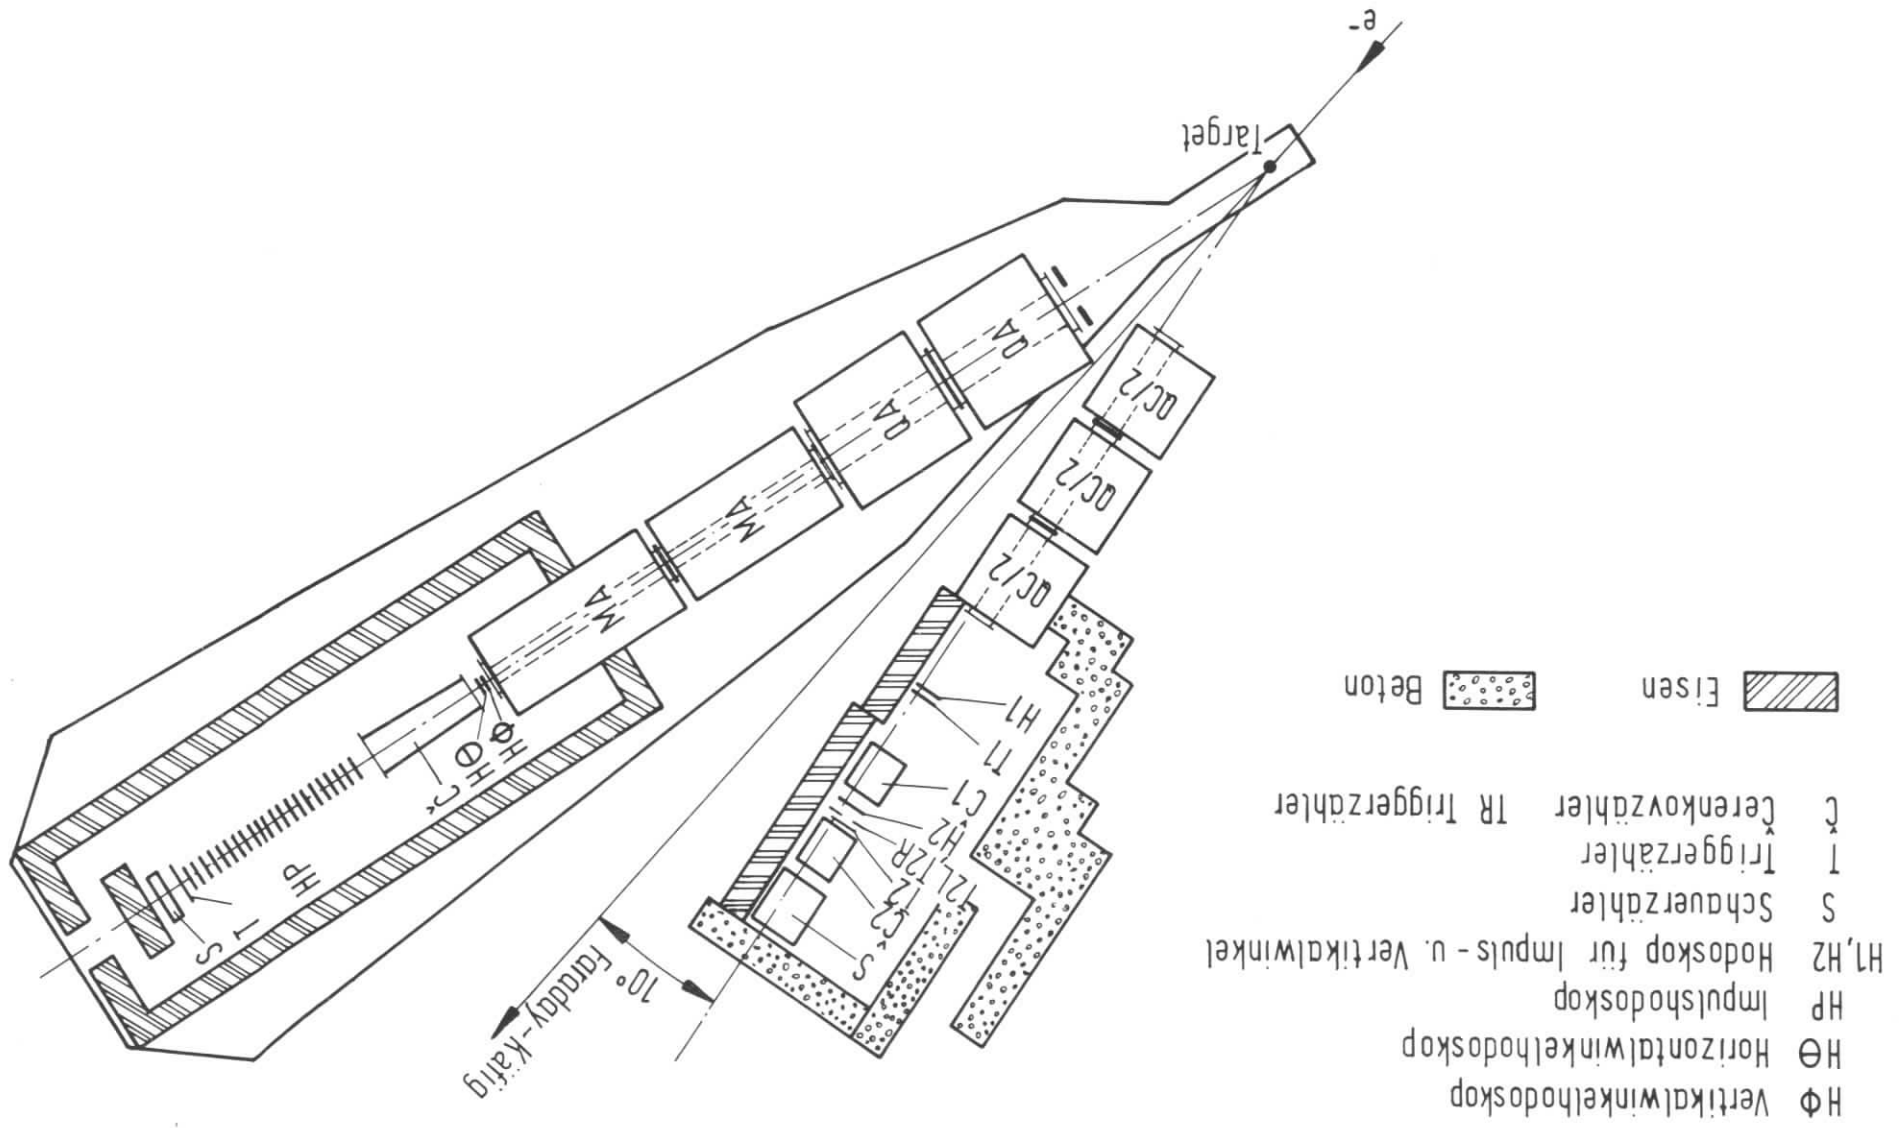 HΦ Vertikalwinkelhodoskop
HΘ Horizontalwinkelhodoskop
HP Impulshodoskop
H1,H2 Hodoskop für Impuls- u. Vertikalwinkel
S Schauerzähler
T Triggerzähler
Č Čerenkovzähler TR Triggerzähler
Eisen
Beton
Faraday-Käfig
10°
S
Č2
T2
T2R
T2L
H2
Č1
T1
H1
QC/2
QC/2
QC/2
S
T
HP
Č
HΘ
HΦ
MA
MA
QA
QA
Target
e⁻